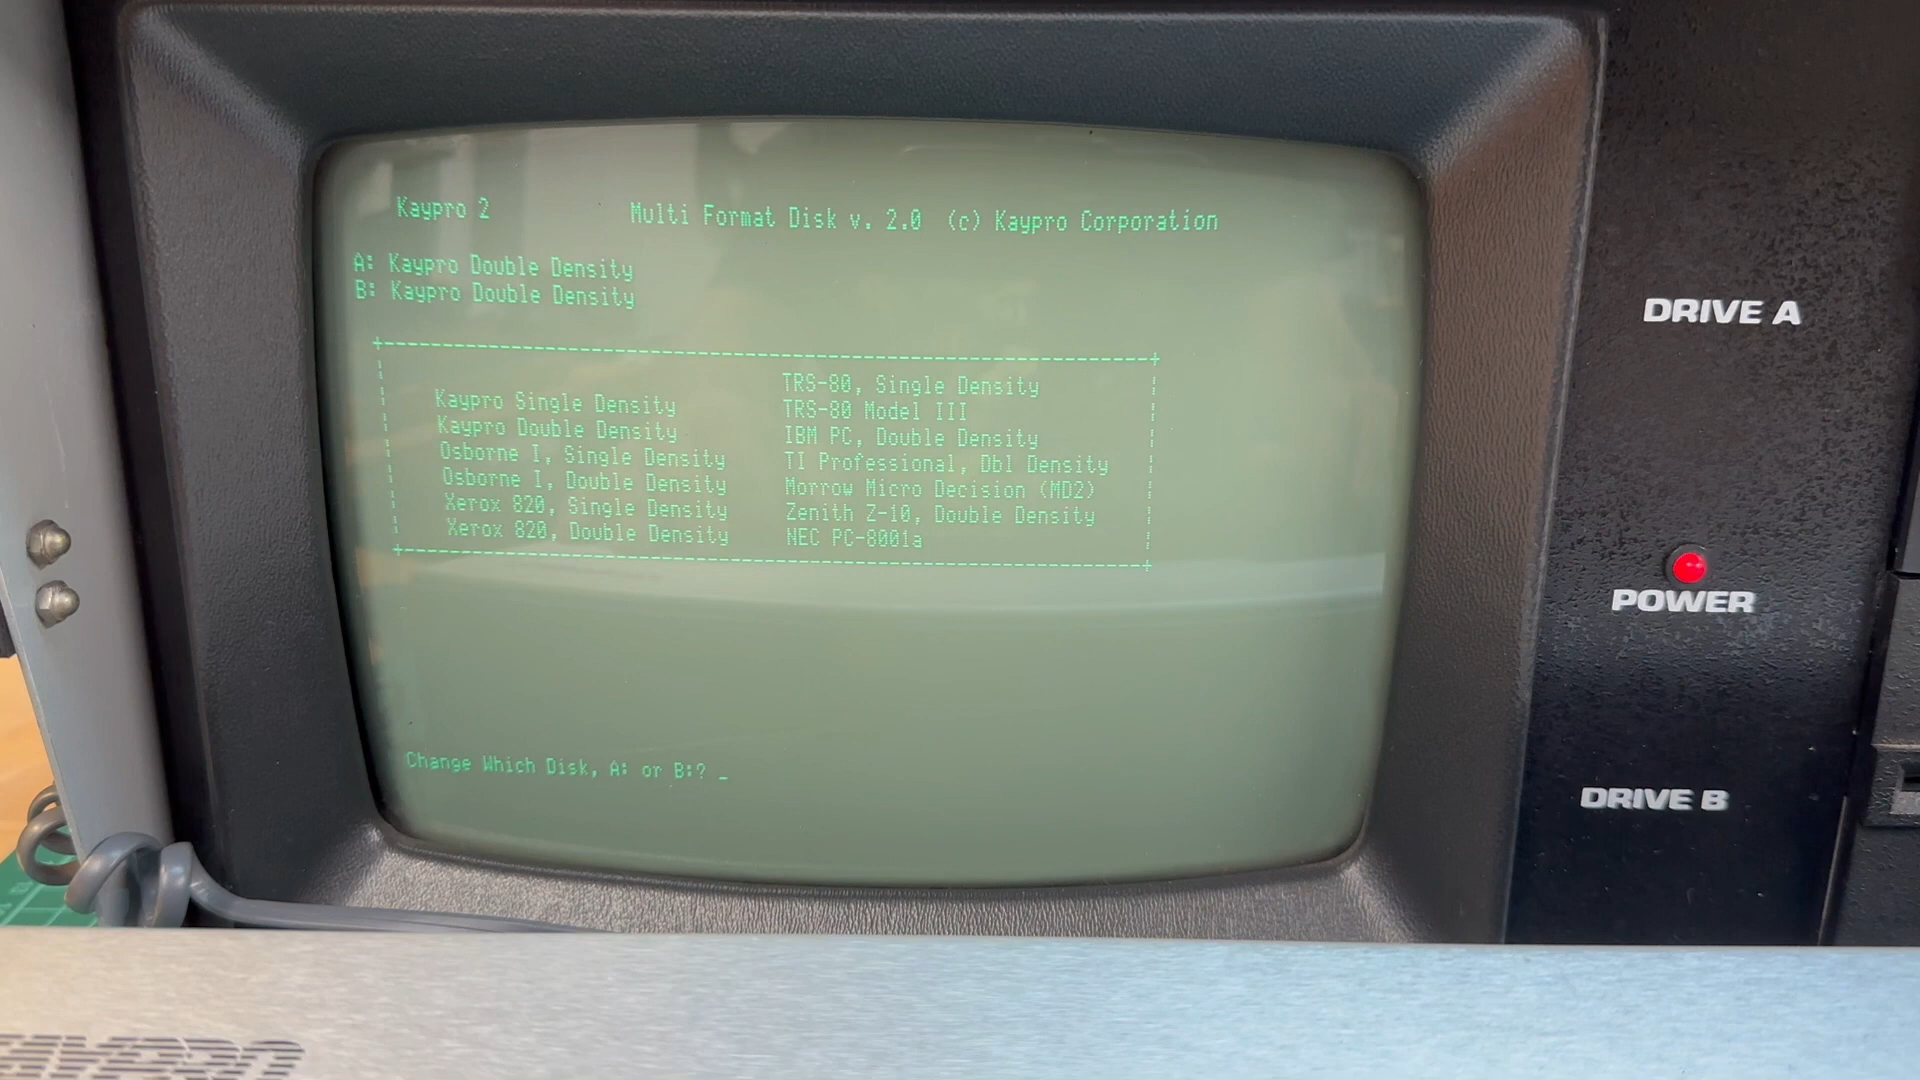 Kaypro 2 Multi Format Disk v. 2.0 (c) Kaypro Corporation
A: Kaypro Double Density
B: Kaypro Double Density
Kaypro Single Density
Kaypro Double Density
Osborne I, Single Density
Osborne I, Double Density
Xerox 820, Single Density
Xerox 820, Double Density
TRS-80, Single Density
TRS-80 Model III
IBM PC, Double Density
TI Professional, Dbl Density
Morrow Micro Decision (MD2)
Zenith Z-10, Double Density
NEC PC-8001a
Change Which Disk, A: or B:? _
DRIVE A
POWER
DRIVE B